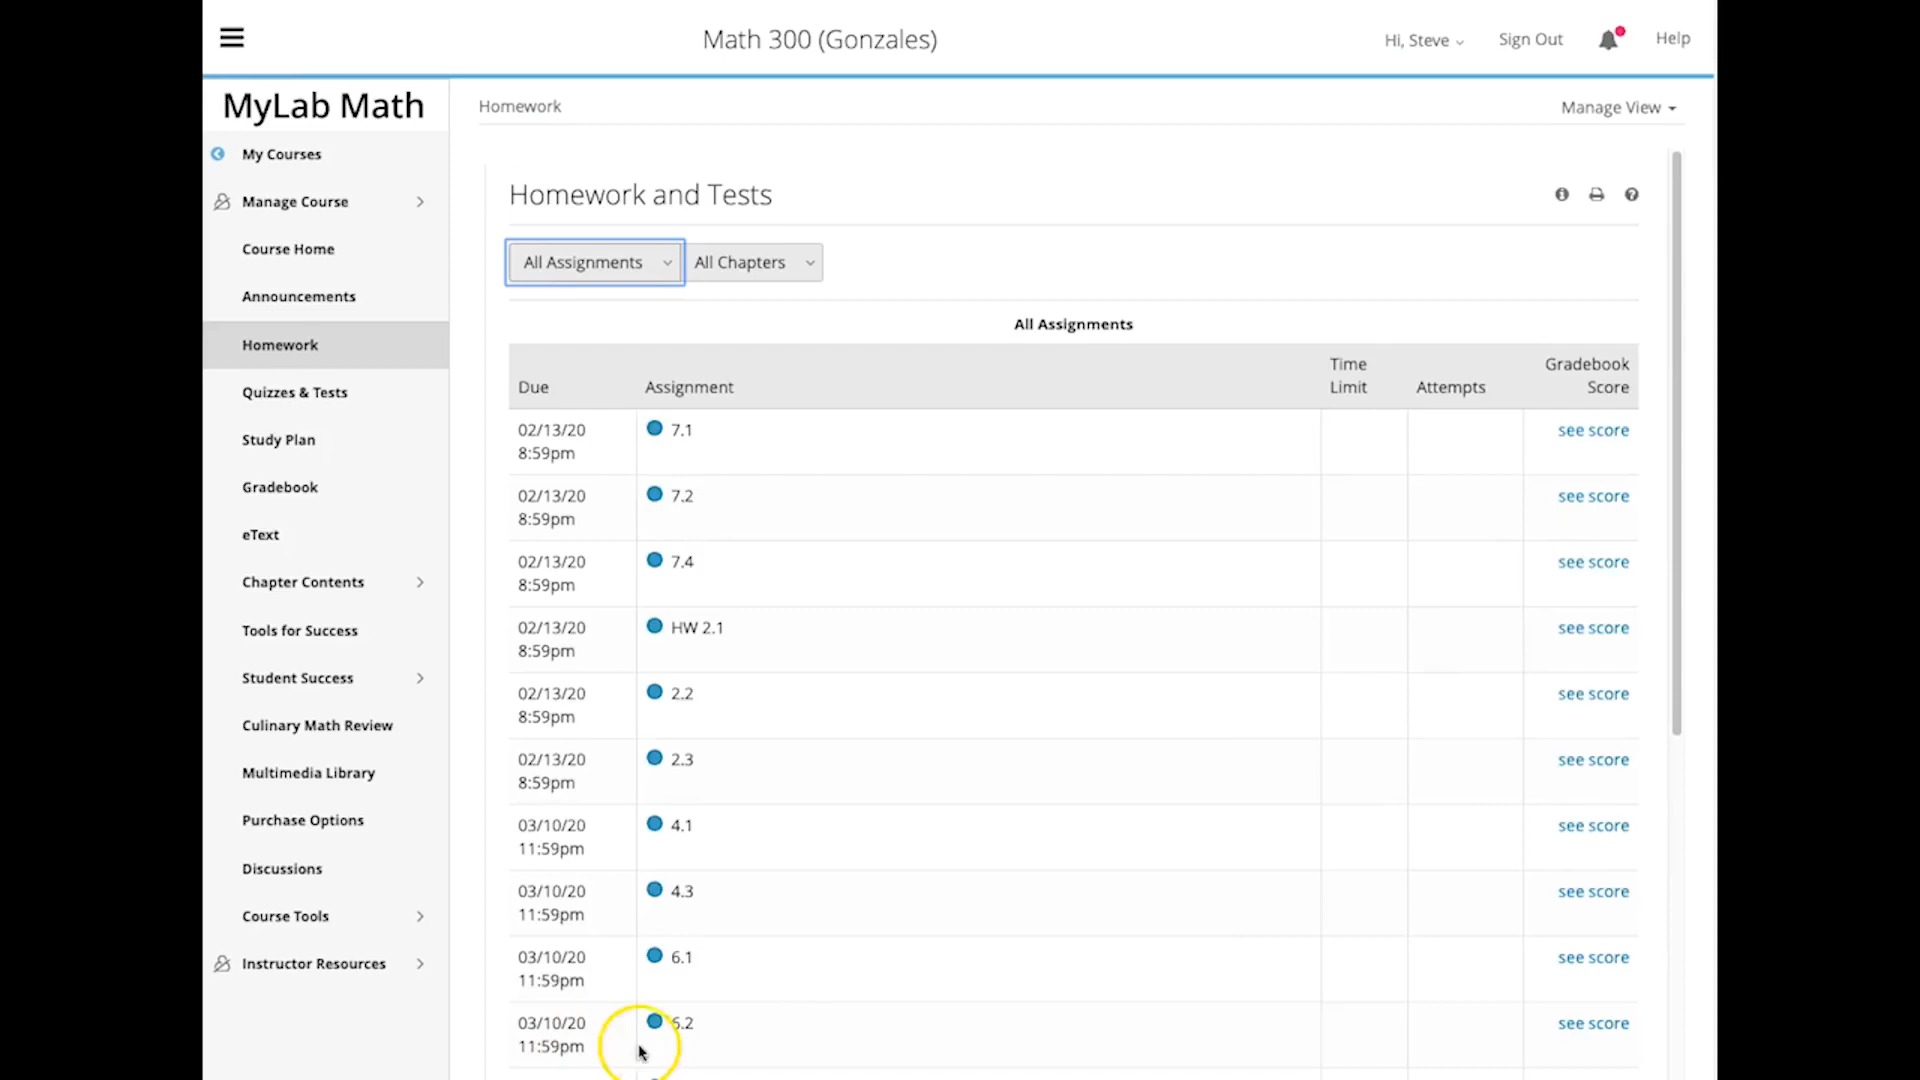 Math 300 (Gonzales)
Hi, Steve
Sign Out
Help
MyLab Math
Homework
Manage View
My Courses
Manage Course
Course Home
Announcements
Homework
Quizzes & Tests
Study Plan
Gradebook
eText
Chapter Contents
Tools for Success
Student Success
Culinary Math Review
Multimedia Library
Purchase Options
Discussions
Course Tools
Instructor Resources
Homework and Tests
All Assignments
All Chapters
All Assignments
Due Assignment Time Limit Attempts Gradebook Score
02/13/20 7.1 see score
8:59pm
02/13/20 7.2 see score
8:59pm
02/13/20 7.4 see score
8:59pm
02/13/20 HW 2.1 see score
8:59pm
02/13/20 2.2 see score
8:59pm
02/13/20 2.3 see score
8:59pm
03/10/20 4.1 see score
11:59pm
03/10/20 4.3 see score
11:59pm
03/10/20 6.1 see score
11:59pm
03/10/20 6.2 see score
11:59pm